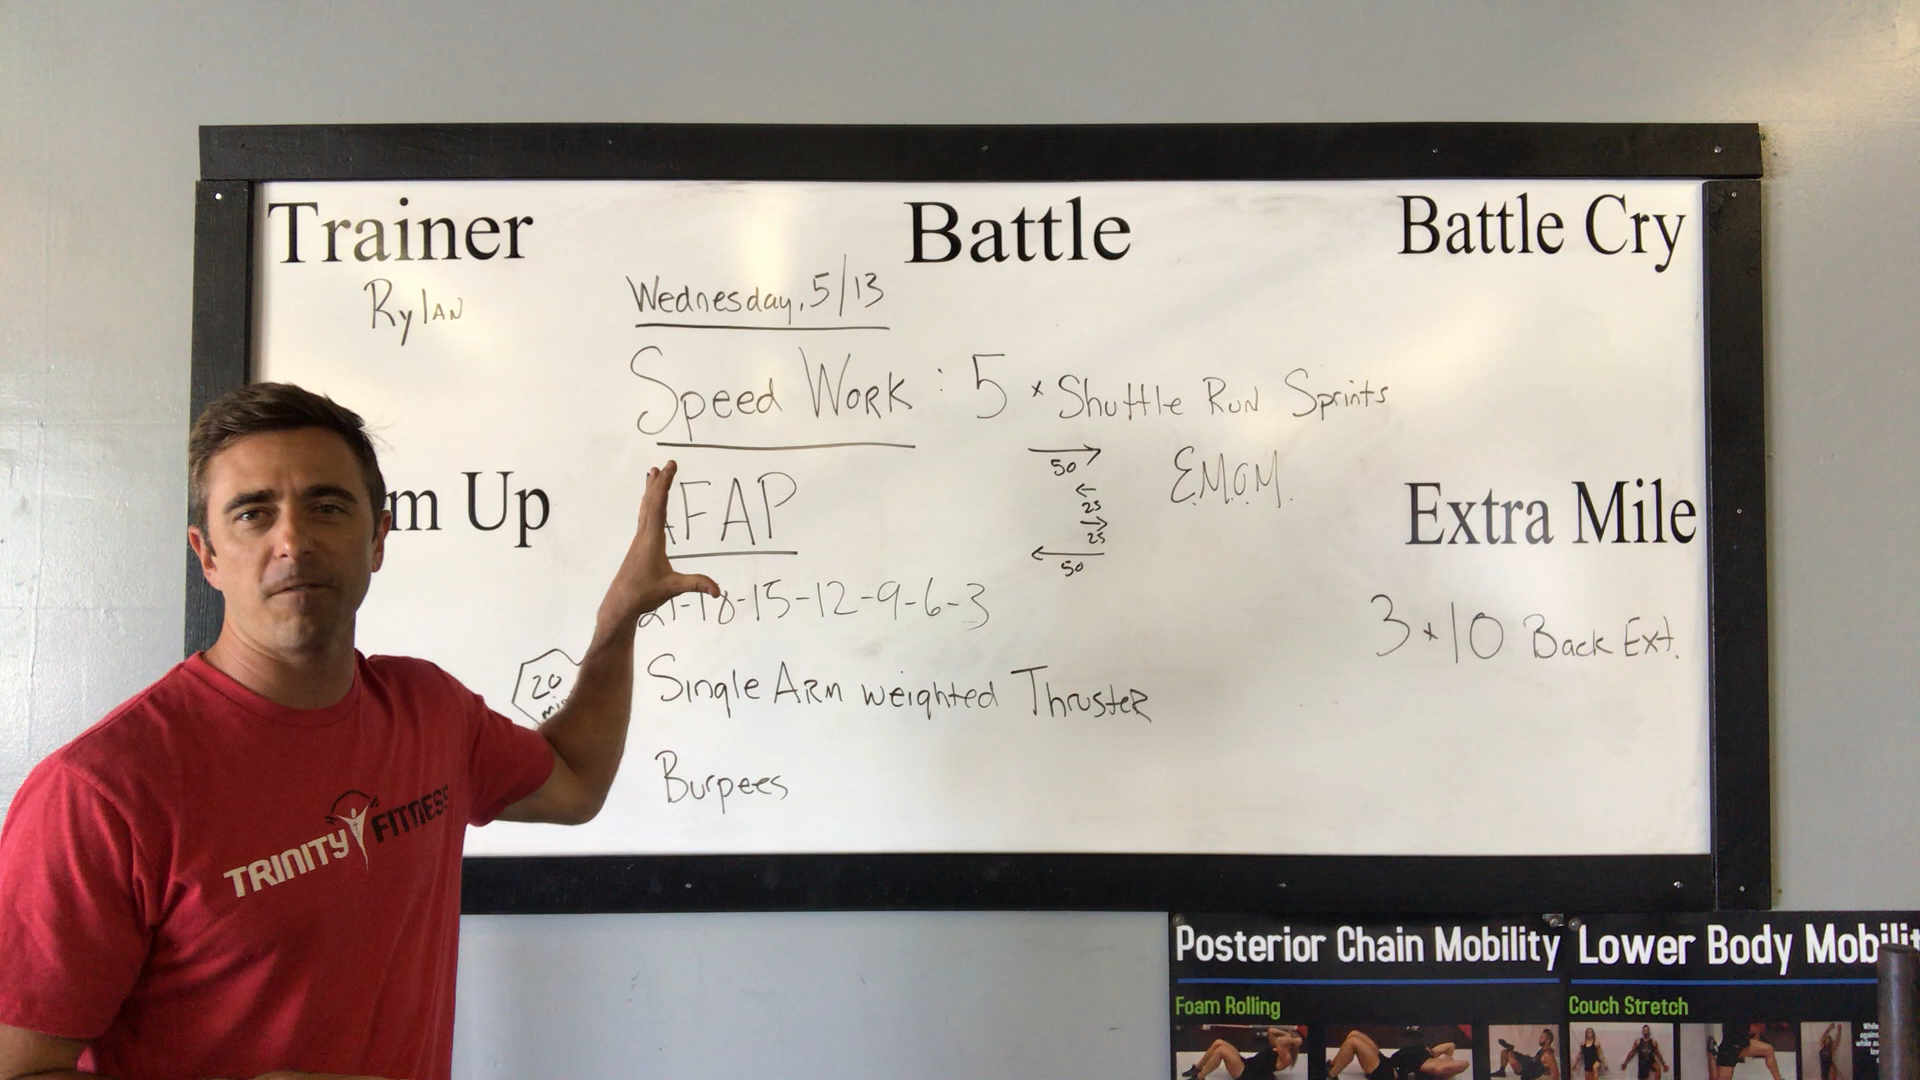 Trainer
Battle
Battle Cry
Rylan
Wednesday, 5/13
Speed Work : 5 x Shuttle Run Sprints
50
E.M.O.M.
25
25
50
m Up
AFAP
Extra Mile
21-18-15-12-9-6-3
3 x 10 Back Ext.
20
Single Arm weighted Thruster
Burpees
TRINITY FITNESS
Posterior Chain Mobility
Lower Body Mobilit
Foam Rolling
Couch Stretch